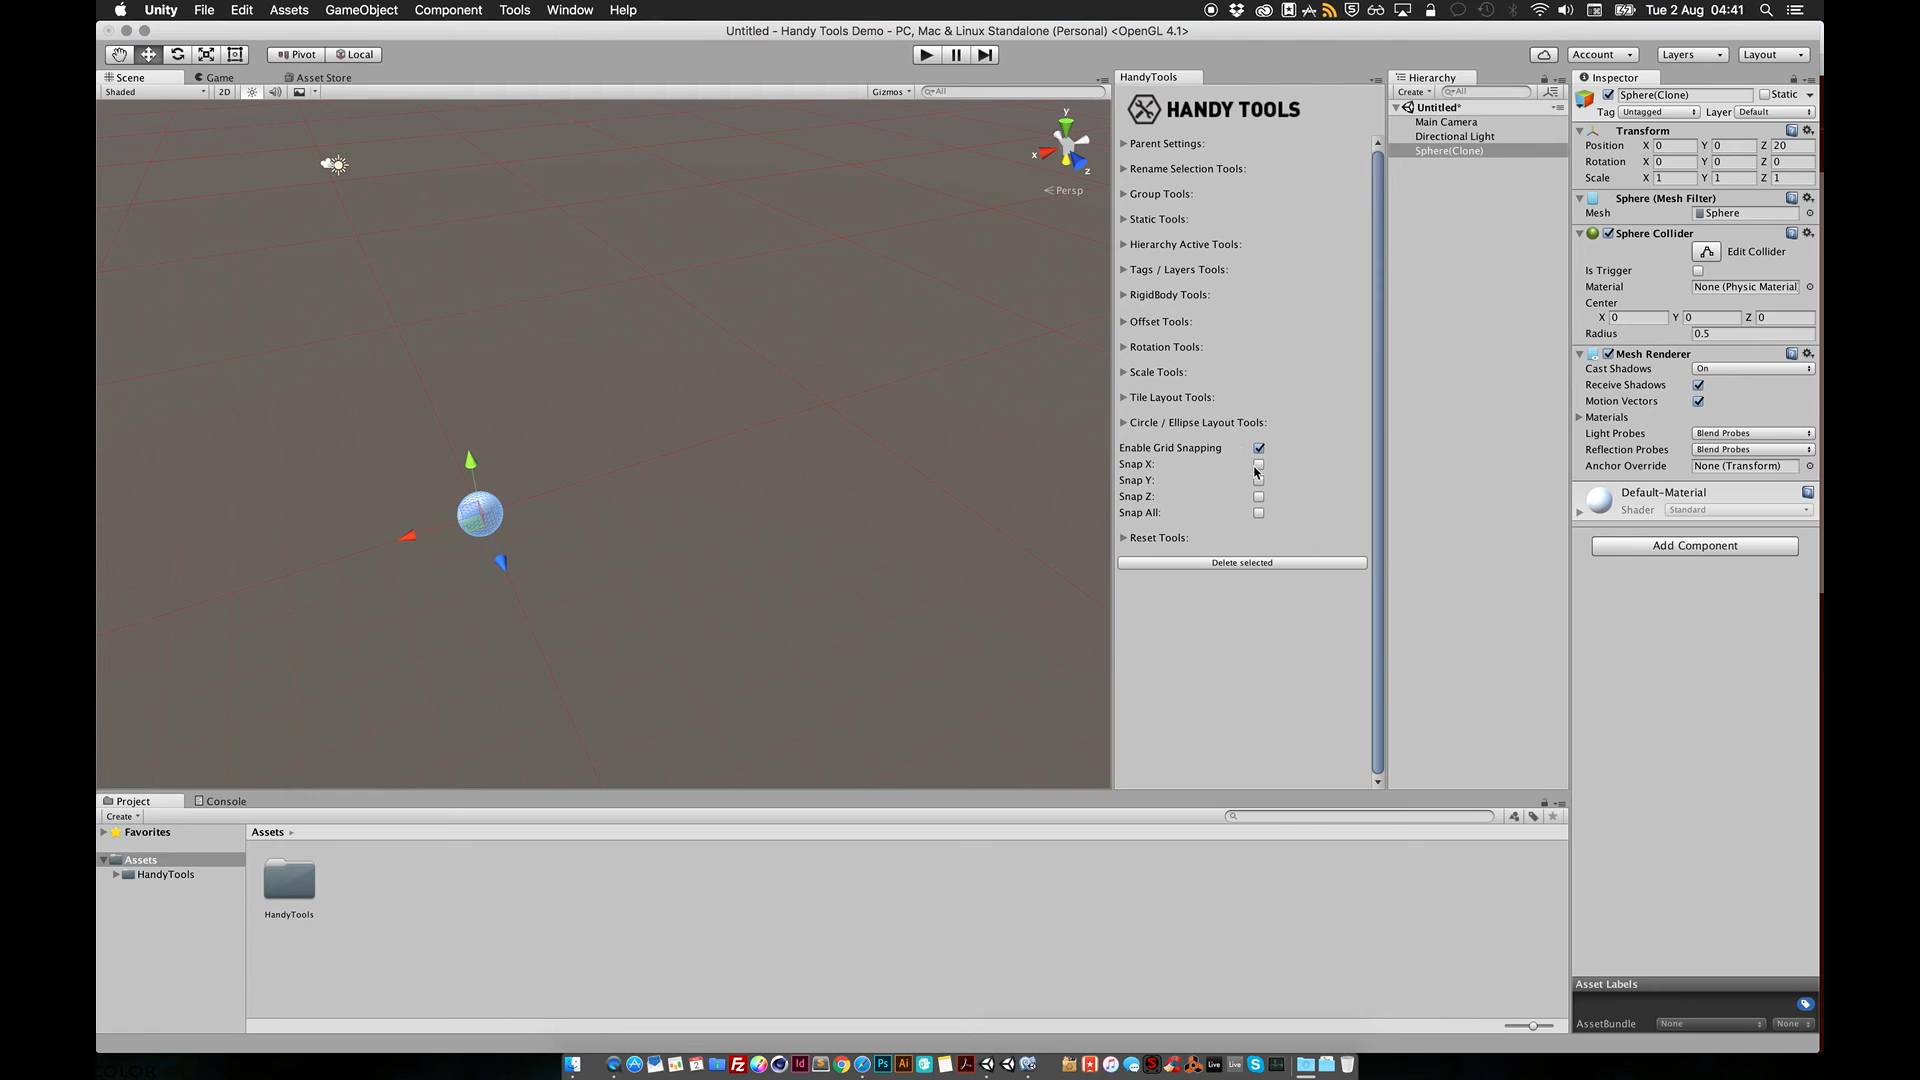 Unity File Edit Assets GameObject Component Tools Window Help
Tue 2 Aug 04:41
Untitled - Handy Tools Demo - PC, Mac & Linux Standalone (Personal) <OpenGL 4.1>
Pivot Local
Account Layers Layout
Scene Game Asset Store
Shaded 2D Gizmos All
y
x
z
Persp
HandyTools
HANDY TOOLS
Parent Settings:
Rename Selection Tools:
Group Tools:
Static Tools:
Hierarchy Active Tools:
Tags / Layers Tools:
RigidBody Tools:
Offset Tools:
Rotation Tools:
Scale Tools:
Tile Layout Tools:
Circle / Ellipse Layout Tools:
Enable Grid Snapping
Snap X:
Snap Y:
Snap Z:
Snap All:
Reset Tools:
Delete selected
Hierarchy
Create All
Untitled*
Main Camera
Directional Light
Sphere(Clone)
Inspector
Sphere(Clone) Static
Tag Untagged Layer Default
Transform
Position X 0 Y 0 Z 20
Rotation X 0 Y 0 Z 0
Scale X 1 Y 1 Z 1
Sphere (Mesh Filter)
Mesh Sphere
Sphere Collider
Edit Collider
Is Trigger
Material None (Physic Material)
Center
X 0 Y 0 Z 0
Radius 0.5
Mesh Renderer
Cast Shadows On
Receive Shadows
Motion Vectors
Materials
Light Probes Blend Probes
Reflection Probes Blend Probes
Anchor Override None (Transform)
Default-Material
Shader Standard
Add Component
Asset Labels
AssetBundle None None
Project Console
Create
Favorites
Assets
HandyTools
Assets
HandyTools
COLOR